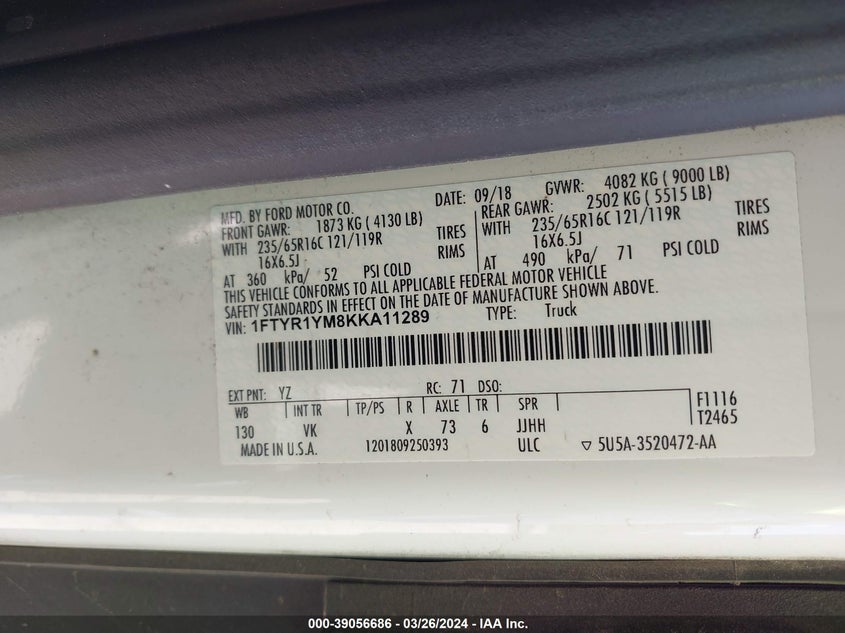 MFD. BY FORD MOTOR CO. DATE: 09/18 GVWR: 4082 KG ( 9000 LB)
FRONT GAWR: 1873 KG ( 4130 LB) REAR GAWR: 2502 KG ( 5515 LB)
WITH 235/65R16C 121/119R TIRES WITH 235/65R16C 121/119R TIRES
16X6.5J RIMS 16X6.5J RIMS
AT 360 kPa/ 52 PSI COLD AT 490 kPa/ 71 PSI COLD
THIS VEHICLE CONFORMS TO ALL APPLICABLE FEDERAL MOTOR VEHICLE
SAFETY STANDARDS IN EFFECT ON THE DATE OF MANUFACTURE SHOWN ABOVE.
VIN: 1FTYR1YM8KKA11289 TYPE: Truck
EXT PNT: YZ RC: 71 DSO:
WB INT TR TP/PS R AXLE TR SPR F1116
130 VK X 73 6 JJHH T2465
MADE IN U.S.A. 1201809250393 ULC ▽ 5U5A-3520472-AA
000-39056686 - 03/26/2024 - IAA Inc.